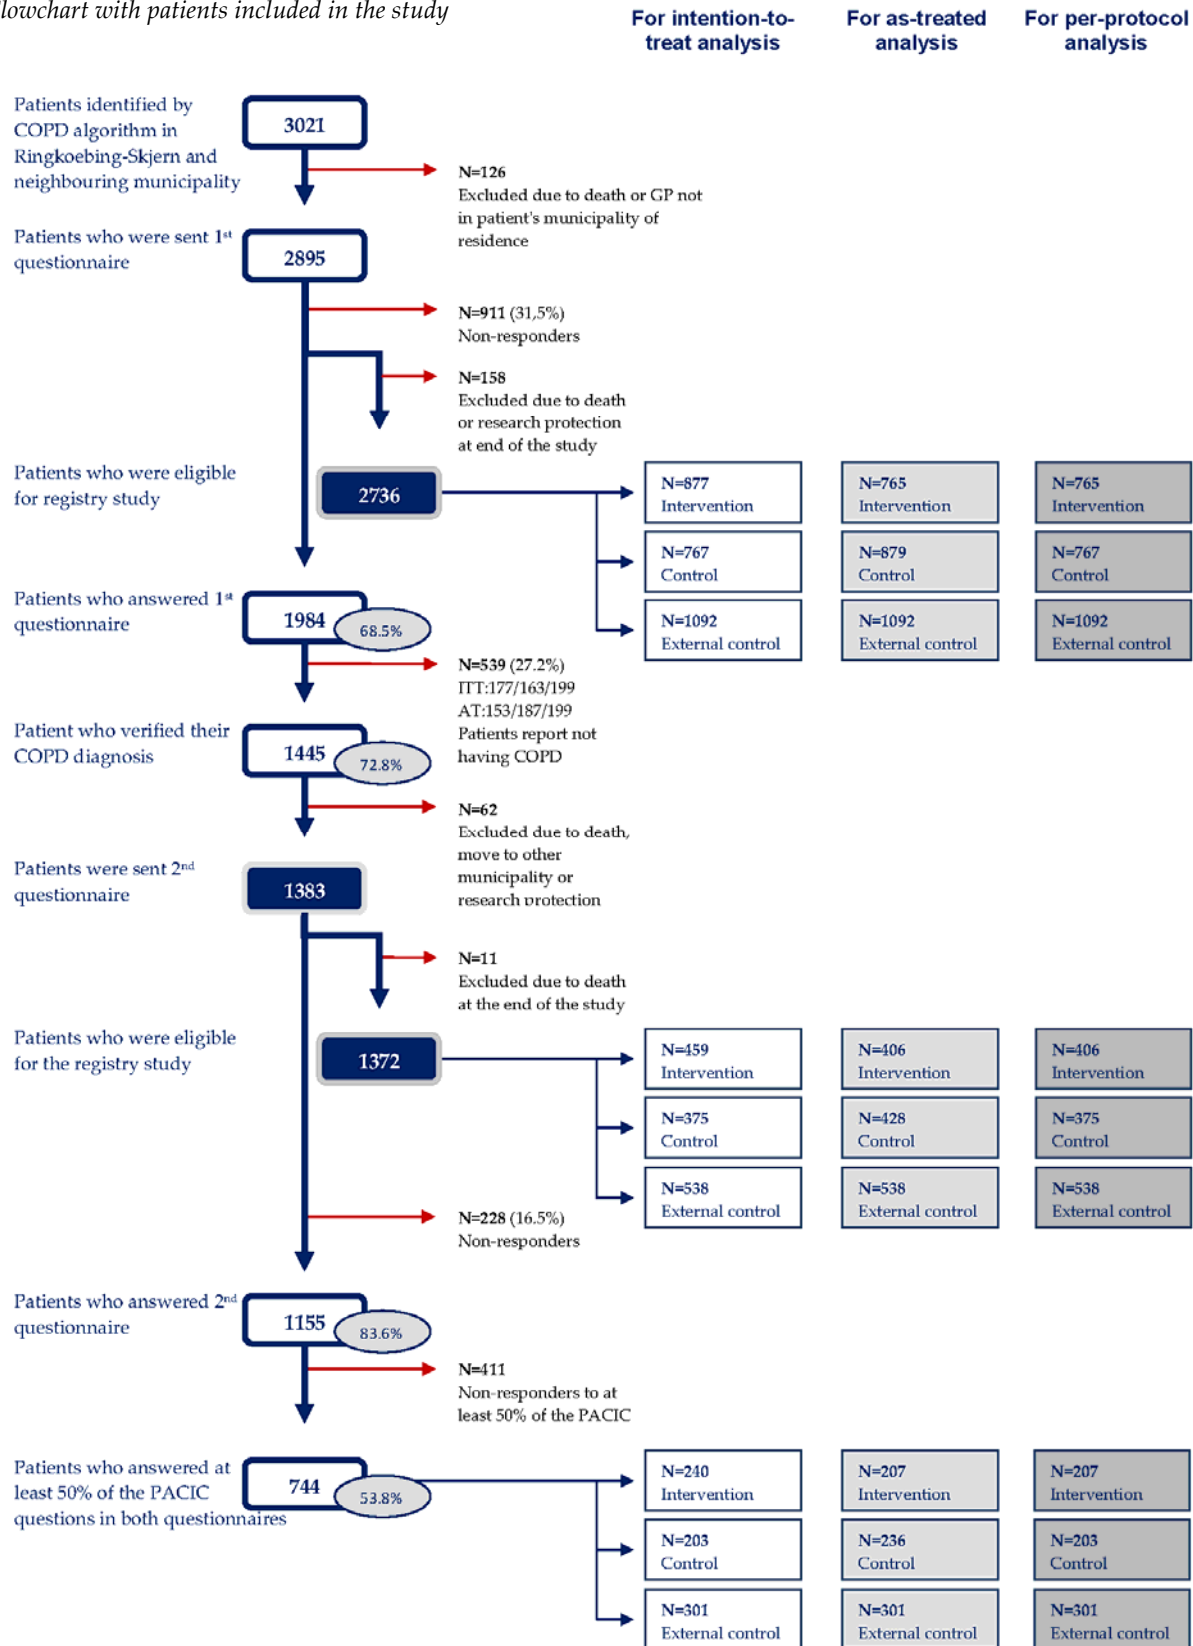 lowchart with patients included in the study
For intention-to-
treat analysis
For as-treated
analysis
For per-protocol
analysis
Patients identified by
COPD algorithm in
Ringkoebing-Skjern and
neighbouring municipality
3021
N=126
Excluded due to death or GP not
in patient's municipality of
residence
Patients who were sent 1st
questionnaire
2895
N=911 (31,5%)
Non-responders
N=158
Excluded due to death
or research protection
at end of the study
Patients who were eligible
for registry study
2736
N=877
Intervention
N=765
Intervention
N=765
Intervention
N=767
Control
N=879
Control
N=767
Control
N=1092
External control
N=1092
External control
N=1092
External control
Patients who answered 1st
questionnaire
1984
68.5%
N=539 (27.2%)
ITT:177/163/199
AT:153/187/199
Patients report not
having COPD
Patient who verified their
COPD diagnosis
1445
72.8%
N=62
Excluded due to death,
move to other
municipality or
research protection
Patients were sent 2nd
questionnaire
1383
N=11
Excluded due to death
at the end of the study
Patients who were eligible
for the registry study
1372
N=459
Intervention
N=406
Intervention
N=406
Intervention
N=375
Control
N=428
Control
N=375
Control
N=538
External control
N=538
External control
N=538
External control
N=228 (16.5%)
Non-responders
Patients who answered 2nd
questionnaire
1155
83.6%
N=411
Non-responders to at
least 50% of the PACIC
Patients who answered at
least 50% of the PACIC
questions in both questionnaires
744
53.8%
N=240
Intervention
N=207
Intervention
N=207
Intervention
N=203
Control
N=236
Control
N=203
Control
N=301
External control
N=301
External control
N=301
External control